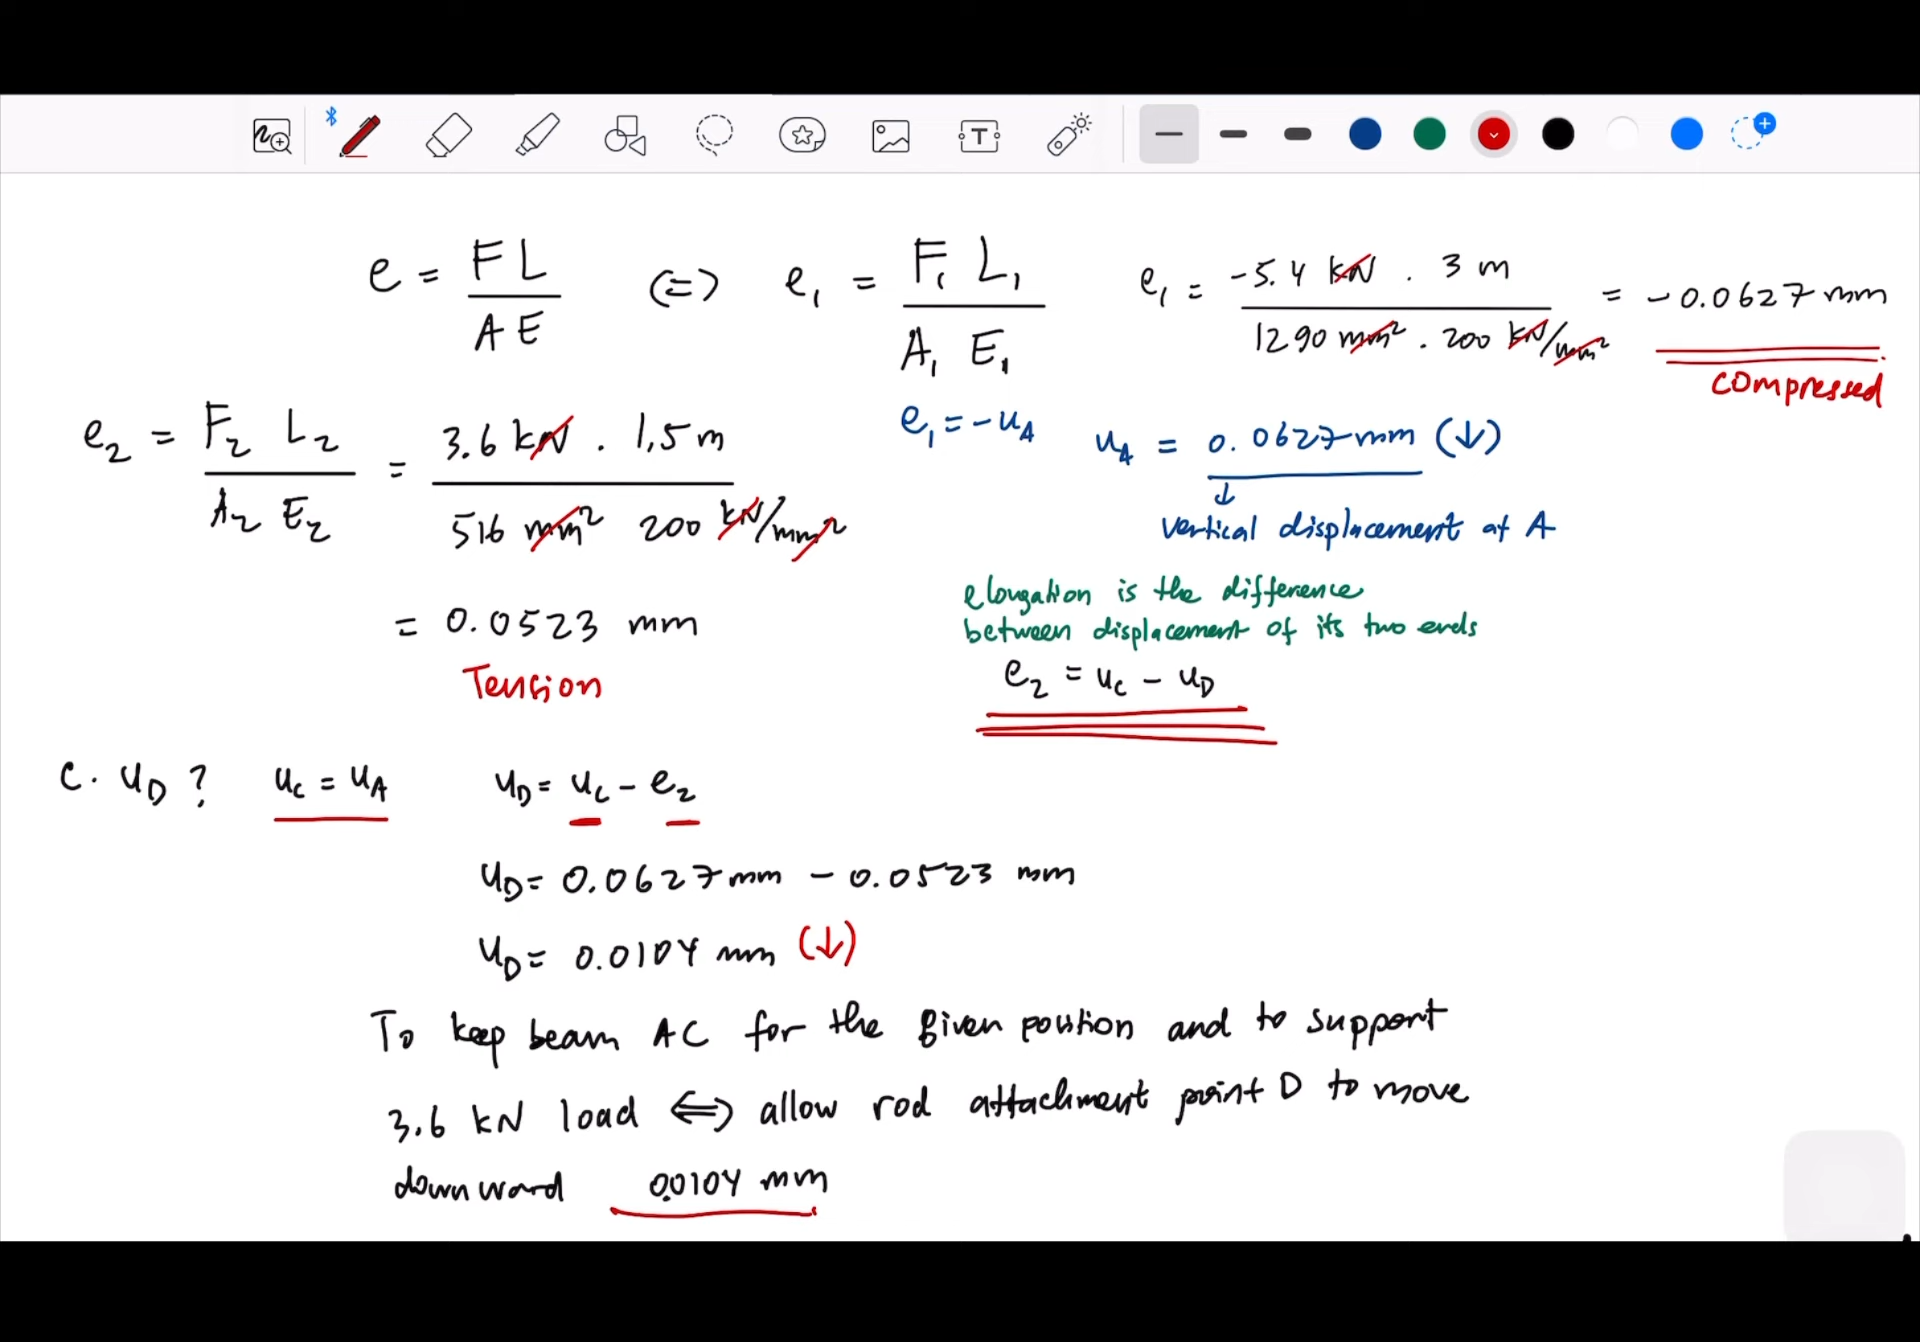 e = FL / AE (=) e₁ = F₁ L₁ / A₁ E₁ e₁ = -5.4 kN . 3 m / 1290 mm² . 200 kN/mm² = -0.0627 mm
compressed
e₂ = F₂ L₂ / A₂ E₂ = 3.6 kN . 1,5 m / 516 mm² 200 kN/mm²
e₁ = -u_A u_A = 0.0627 mm (↓)
↓
vertical displacement at A
= 0.0523 mm
Tension
elongation is the difference
between displacement of its two ends
e₂ = u_C - u_D
C. u_D ? u_C = u_A u_D = u_C - e₂
u_D = 0.0627 mm - 0.0523 mm
u_D = 0.0104 mm (↓)
To keep beam AC for the given position and to support
3.6 kN load <=> allow rod attachment point D to move
downward 0.0104 mm